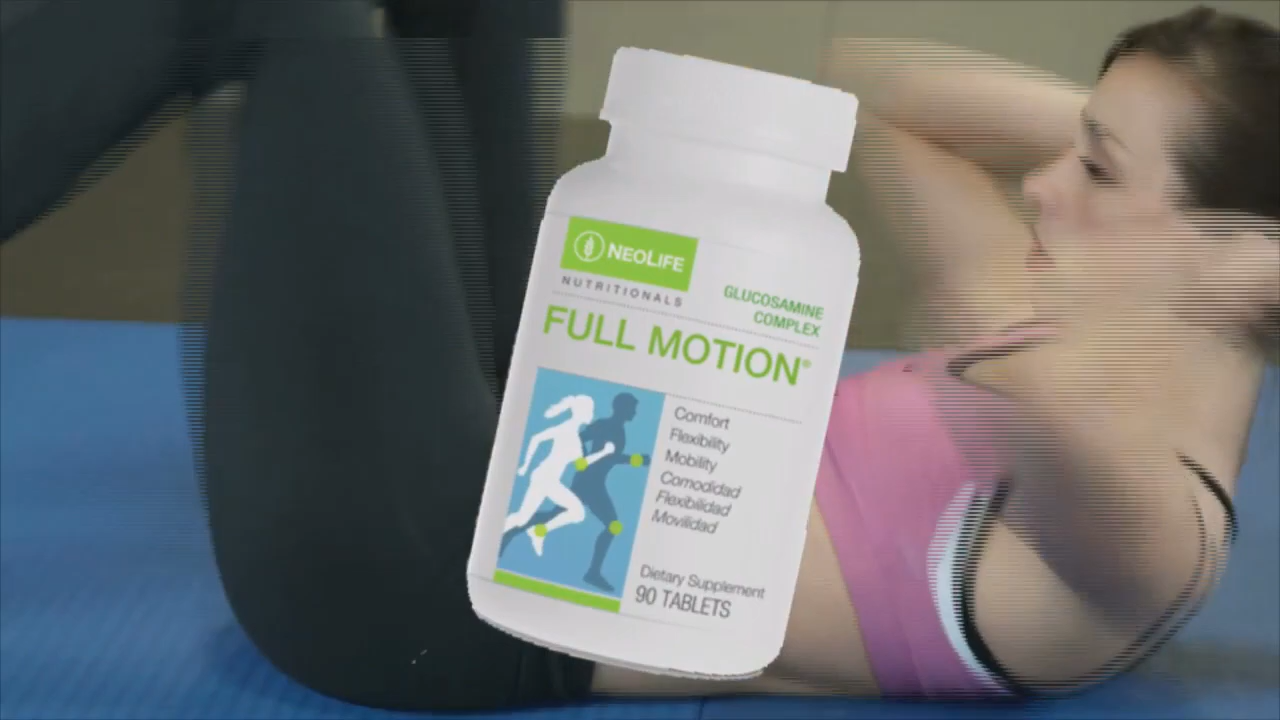 NEOLIFE
NUTRITIONALS
GLUCOSAMINE
COMPLEX
FULL MOTION®
Comfort
Flexibility
Mobility
Comodidad
Flexibilidad
Movilidad
Dietary Supplement
90 TABLETS